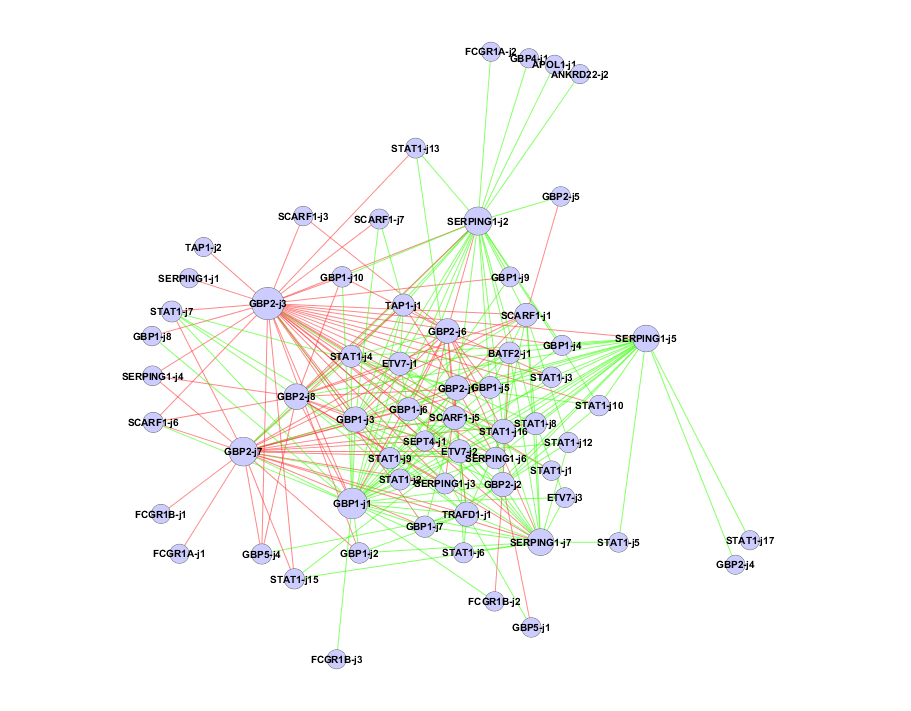 FCGR1A-j2
GBP4-j1
APOL1-j1
ANKRD22-j2
STAT1-j13
GBP2-j5
SCARF1-j3
SCARF1-j7
SERPING1-j2
TAP1-j2
SERPING1-j1
GBP1-j10
GBP1-j9
GBP2-j3
TAP1-j1
STAT1-j7
SCARF1-j1
GBP1-j8
GBP2-j6
SERPING1-j5
GBP1-j4
STAT1-j4
BATF2-j1
ETV7-j1
SERPING1-j4
STAT1-j3
GBP2-j1
GBP1-j5
GBP2-j8
STAT1-j10
GBP1-j6
SCARF1-j6
GBP1-j3
SCARF1-j5
STAT1-j8
STAT1-j16
SEPT4-j1
STAT1-j12
GBP2-j7
ETV7-j2
STAT1-j9
SERPING1-j6
STAT1-j1
STAT1-j2
SERPING1-j3
GBP2-j2
ETV7-j3
GBP1-j1
FCGR1B-j1
TRAFD1-j1
GBP1-j7
STAT1-j17
SERPING1-j7
STAT1-j5
FCGR1A-j1
GBP5-j4
GBP1-j2
STAT1-j6
GBP2-j4
STAT1-j15
FCGR1B-j2
GBP5-j1
FCGR1B-j3